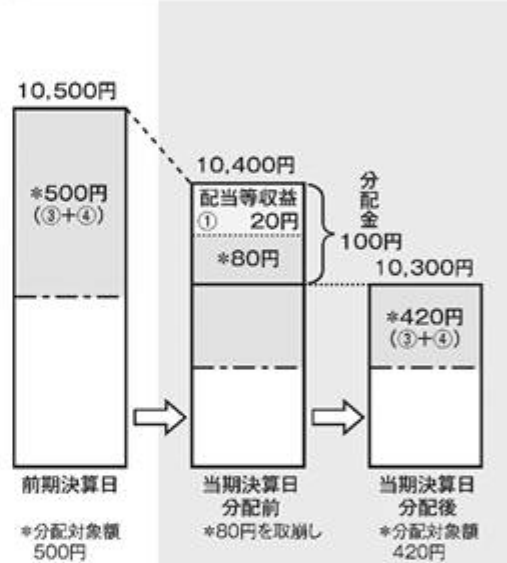 10,500円
*500円
(③+④)
10,400円
配当等収益
① 20円
*80円
分配金
100円
10,300円
*420円
(③+④)
前期決算日
*分配対象額
500円
当期決算日
分配前
*80円を取崩し
当期決算日
分配後
*分配対象額
420円